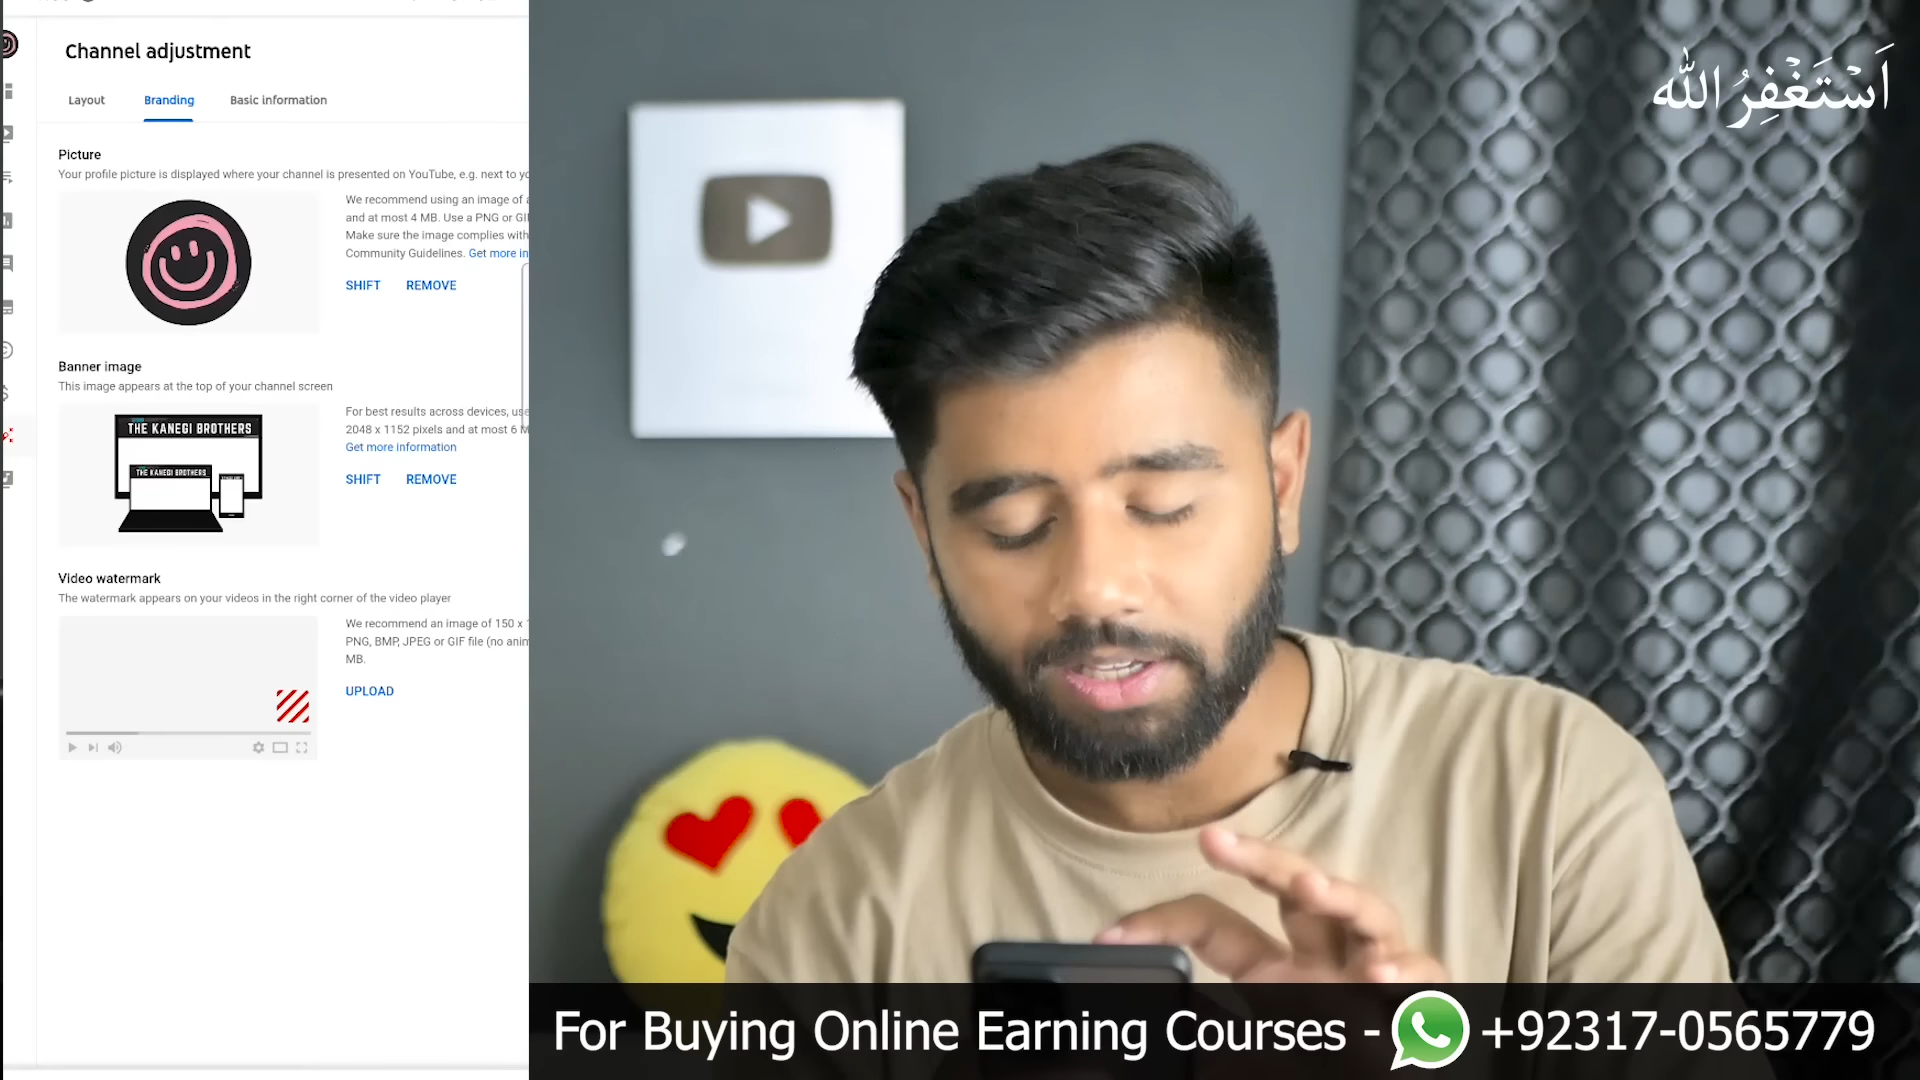 Channel adjustment
Layout
Branding
Basic information
Picture
Your profile picture is displayed where your channel is presented on YouTube, e.g. next to
We recommend using an image of
and at most 4 MB. Use a PNG or
Make sure the image complies with
Community Guidelines. Get more
SHIFT
REMOVE
Banner image
This image appears at the top of your channel screen
THE KANEGI BROTHERS
THE KANEGI BROTHERS
For best results across devices, use
2048 x 1152 pixels and at most 6
Get more information
SHIFT
REMOVE
Video watermark
The watermark appears on your videos in the right corner of the video player
We recommend an image of 150 x
PNG, BMP, JPEG or GIF file (no
MB.
UPLOAD
اَسْتَغْفِرُ اللّٰه
For Buying Online Earning Courses - +92317-0565779